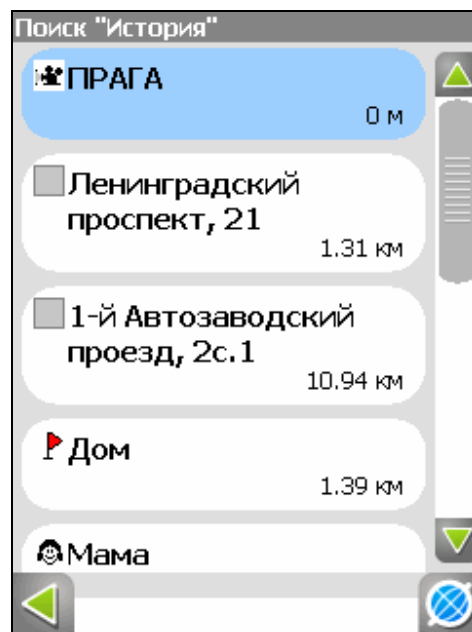 Поиск "История"
ПРАГА
0 м
Ленинградский
проспект, 21
1.31 км
1-й Автозаводский
проезд, 2с.1
10.94 км
Дом
1.39 км
Мама